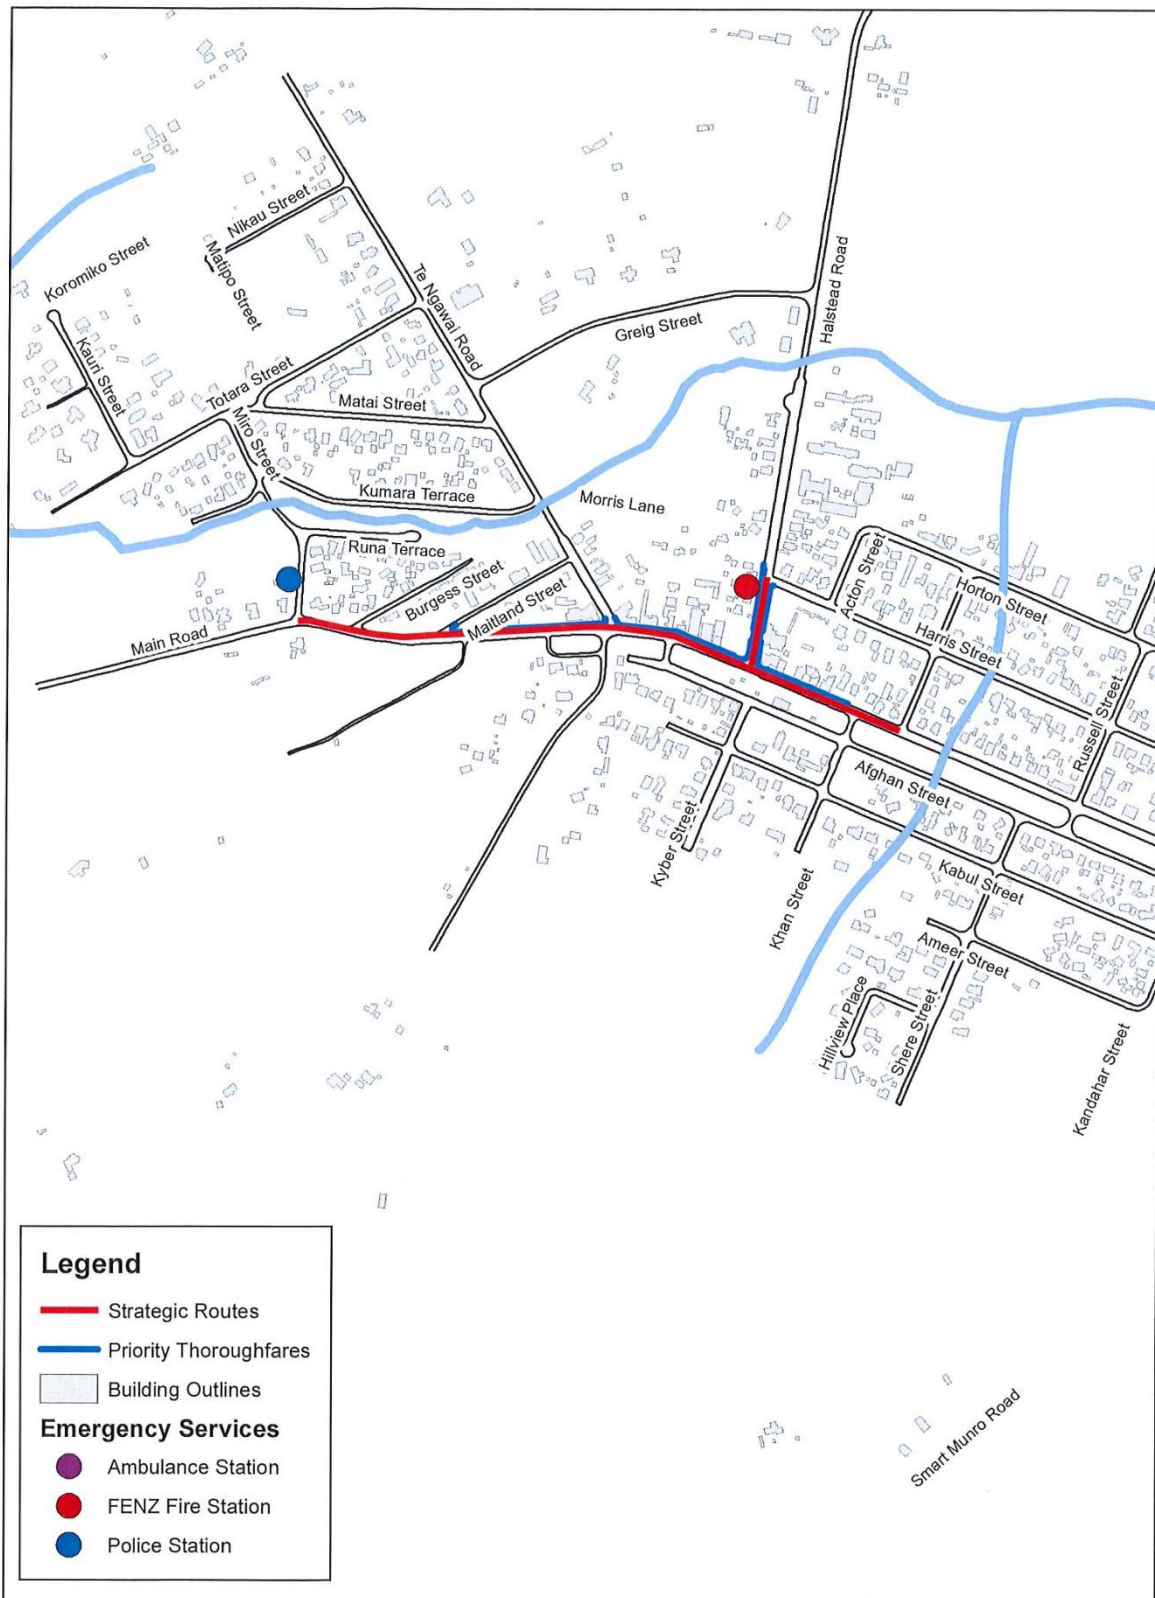 Nikau Street
Koromiko Street
Matipo Street
Te Ngawai Road
Halstead Road
Greig Street
Kauri Street
Totara Street
Matai Street
Miro Street
Kumara Terrace
Morris Lane
Runa Terrace
Burgess Street
Acton Street
Horton Street
Maitland Street
Harris Street
Main Road
Russell Street
Afghan Street
Kyber Street
Kabul Street
Khan Street
Ameer Street
Hillview Place
Shere Street
Kandahar Street
Legend
Strategic Routes
Priority Thoroughfares
Building Outlines
Emergency Services
Ambulance Station
FENZ Fire Station
Police Station
Smart Munro Road